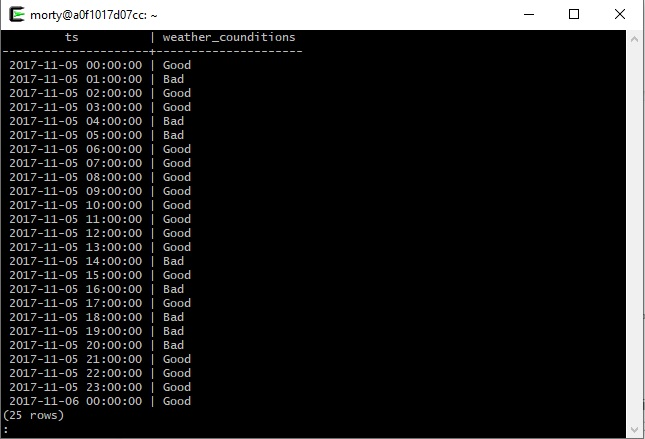 morty@a0f1017d07cc: ~
ts | weather_counditions
---------------------+---------------------
2017-11-05 00:00:00 | Good
2017-11-05 01:00:00 | Bad
2017-11-05 02:00:00 | Good
2017-11-05 03:00:00 | Good
2017-11-05 04:00:00 | Bad
2017-11-05 05:00:00 | Bad
2017-11-05 06:00:00 | Good
2017-11-05 07:00:00 | Good
2017-11-05 08:00:00 | Good
2017-11-05 09:00:00 | Good
2017-11-05 10:00:00 | Good
2017-11-05 11:00:00 | Good
2017-11-05 12:00:00 | Good
2017-11-05 13:00:00 | Good
2017-11-05 14:00:00 | Bad
2017-11-05 15:00:00 | Good
2017-11-05 16:00:00 | Bad
2017-11-05 17:00:00 | Good
2017-11-05 18:00:00 | Bad
2017-11-05 19:00:00 | Bad
2017-11-05 20:00:00 | Bad
2017-11-05 21:00:00 | Good
2017-11-05 22:00:00 | Good
2017-11-05 23:00:00 | Good
2017-11-06 00:00:00 | Good
(25 rows)
: